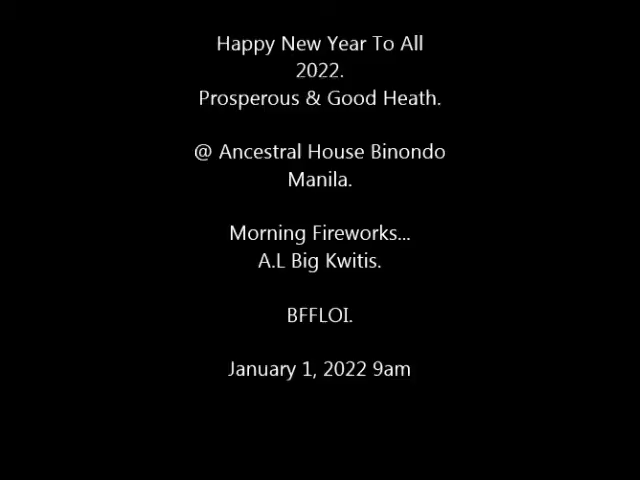 Happy New Year To All
2022.
Prosperous & Good Heath.
@ Ancestral House Binondo
Manila.
Morning Fireworks...
A.L Big Kwitis.
BFFLOI.
January 1, 2022 9am